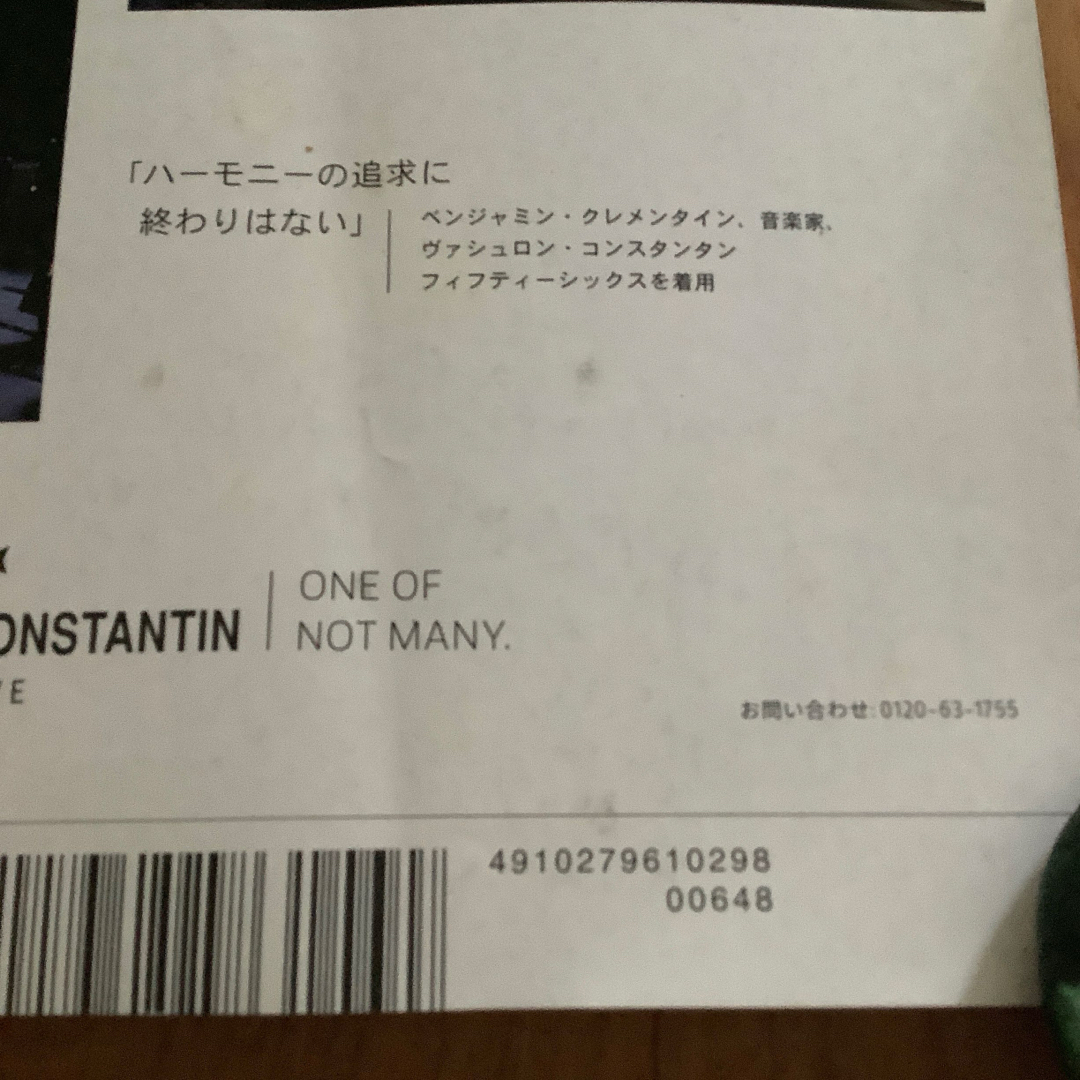 「ハーモニーの追求に
終わりはない」
ベンジャミン・クレメンタイン、音楽家、
ヴァシュロン・コンスタンタン
フィフティーシックスを着用
ONSTANTIN
ONE OF
NOT MANY.
VE
お問い合わせ:0120-63-1755
4910279610298
00648